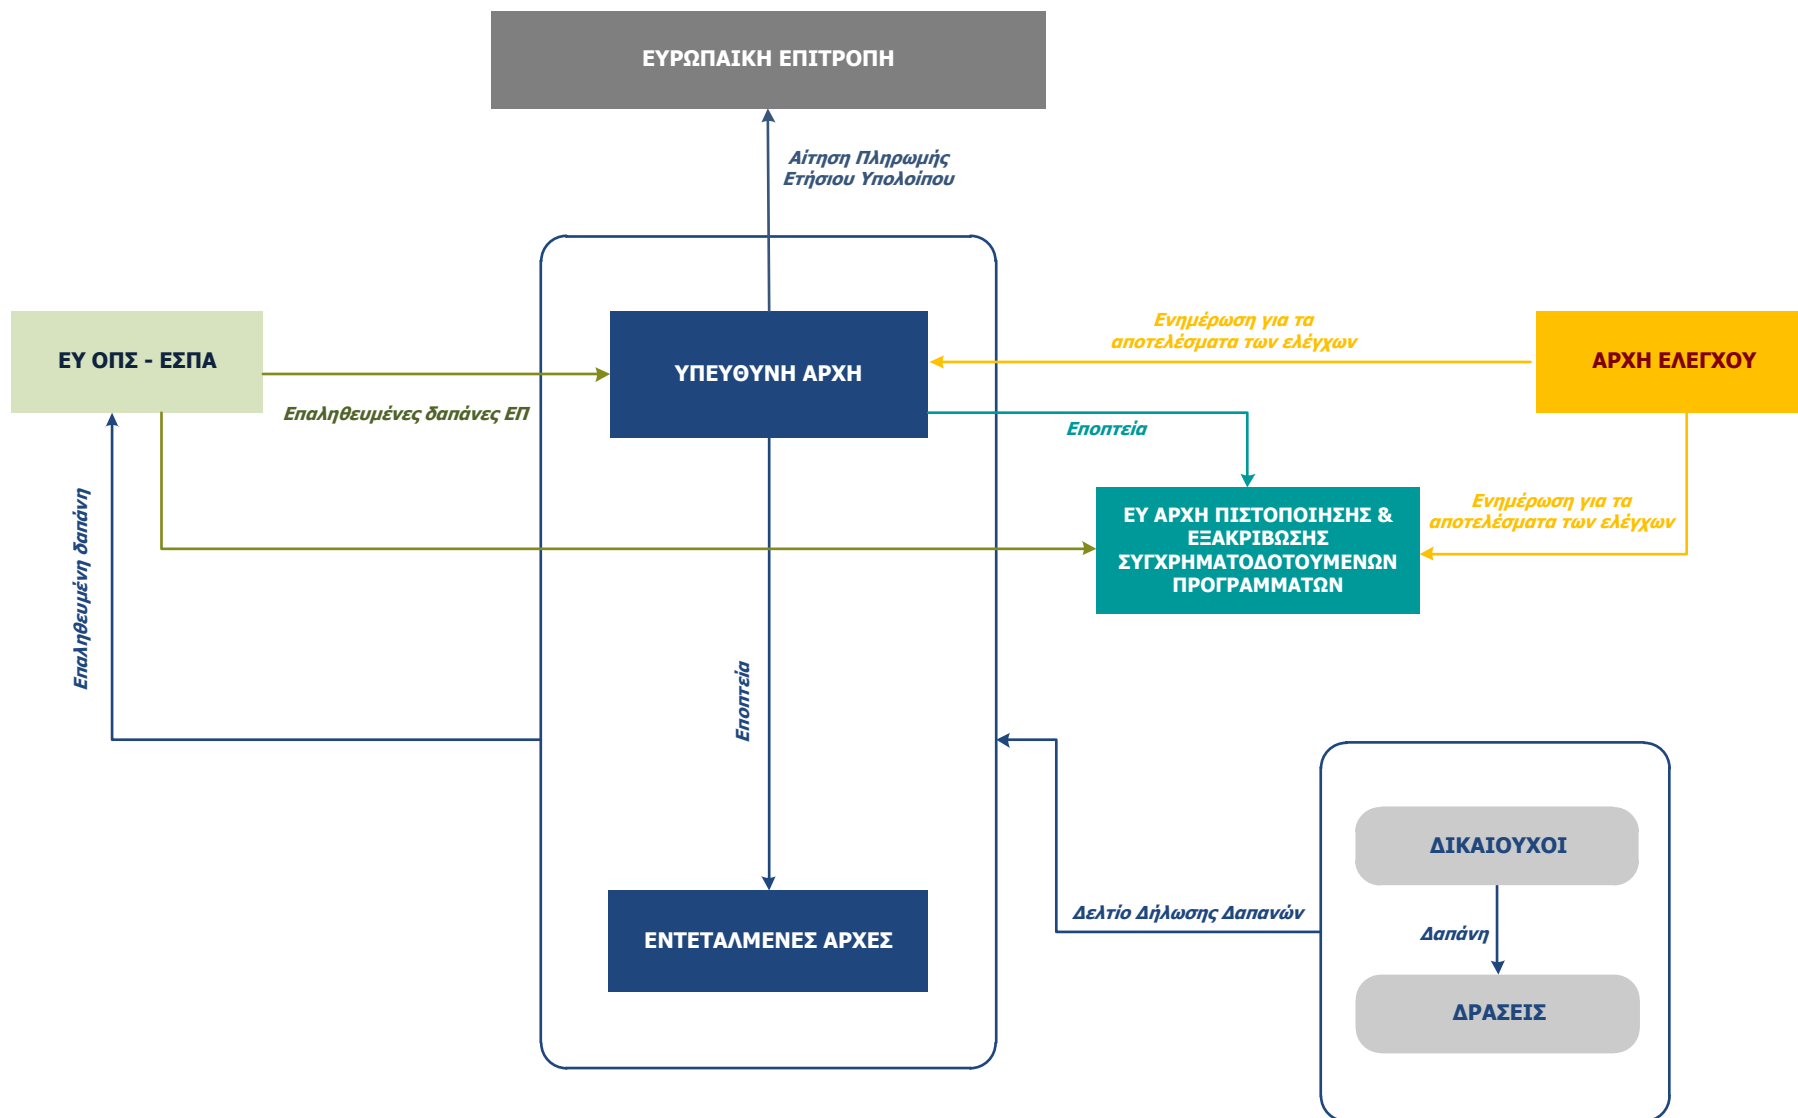 ΕΥΡΩΠΑΙΚΗ ΕΠΙΤΡΟΠΗ
Αίτηση Πληρωμής
Ετήσιου Υπολοίπου
ΕΥ ΟΠΣ - ΕΣΠΑ
ΥΠΕΥΘΥΝΗ ΑΡΧΗ
Ενημέρωση για τα
αποτελέσματα των ελέγχων
ΑΡΧΗ ΕΛΕΓΧΟΥ
Επαληθευμένες δαπάνες ΕΠ
Εποπτεία
ΕΥ ΑΡΧΗ ΠΙΣΤΟΠΟΙΗΣΗΣ &
ΕΞΑΚΡΙΒΩΣΗΣ
ΣΥΓΧΡΗΜΑΤΟΔΟΤΟΥΜΕΝΩΝ
ΠΡΟΓΡΑΜΜΑΤΩΝ
Ενημέρωση για τα
αποτελέσματα των ελέγχων
Επαληθευμένη δαπάνη
Εποπτεία
ΕΝΤΕΤΑΛΜΕΝΕΣ ΑΡΧΕΣ
Δελτίο Δήλωσης Δαπανών
ΔΙΚΑΙΟΥΧΟΙ
Δαπάνη
ΔΡΑΣΕΙΣ